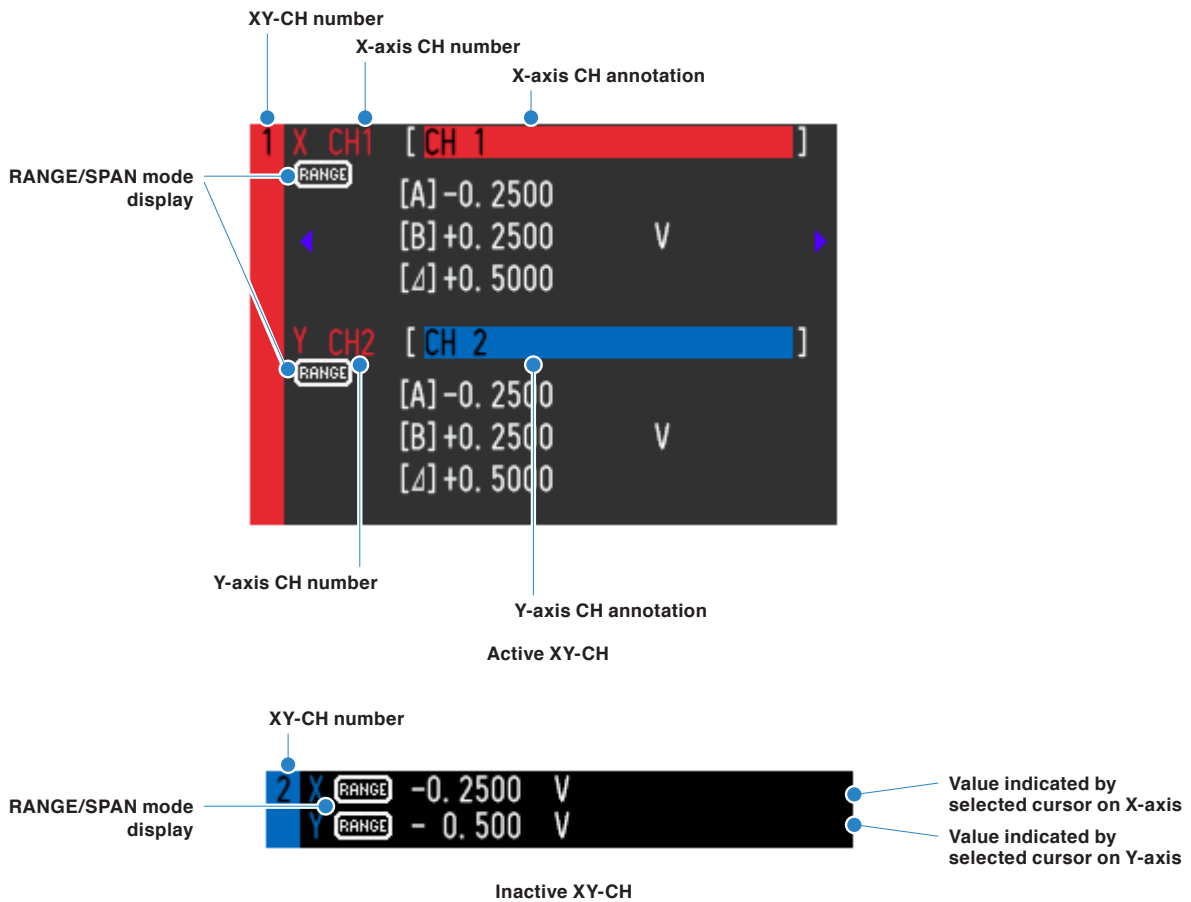 XY-CH number
X-axis CH number
X-axis CH annotation
1 X CH1 [ CH 1 ]
RANGE/SPAN mode
display
RANGE
[A] -0. 2500
[B] +0. 2500 V
[⊿] +0. 5000
Y CH2 [ CH 2 ]
RANGE
[A] -0. 2500
[B] +0. 2500 V
[⊿] +0. 5000
Y-axis CH number
Y-axis CH annotation
Active XY-CH
XY-CH number
RANGE/SPAN mode
display
2 X RANGE -0. 2500 V
Y RANGE - 0. 500 V
Value indicated by
selected cursor on X-axis
Value indicated by
selected cursor on Y-axis
Inactive XY-CH